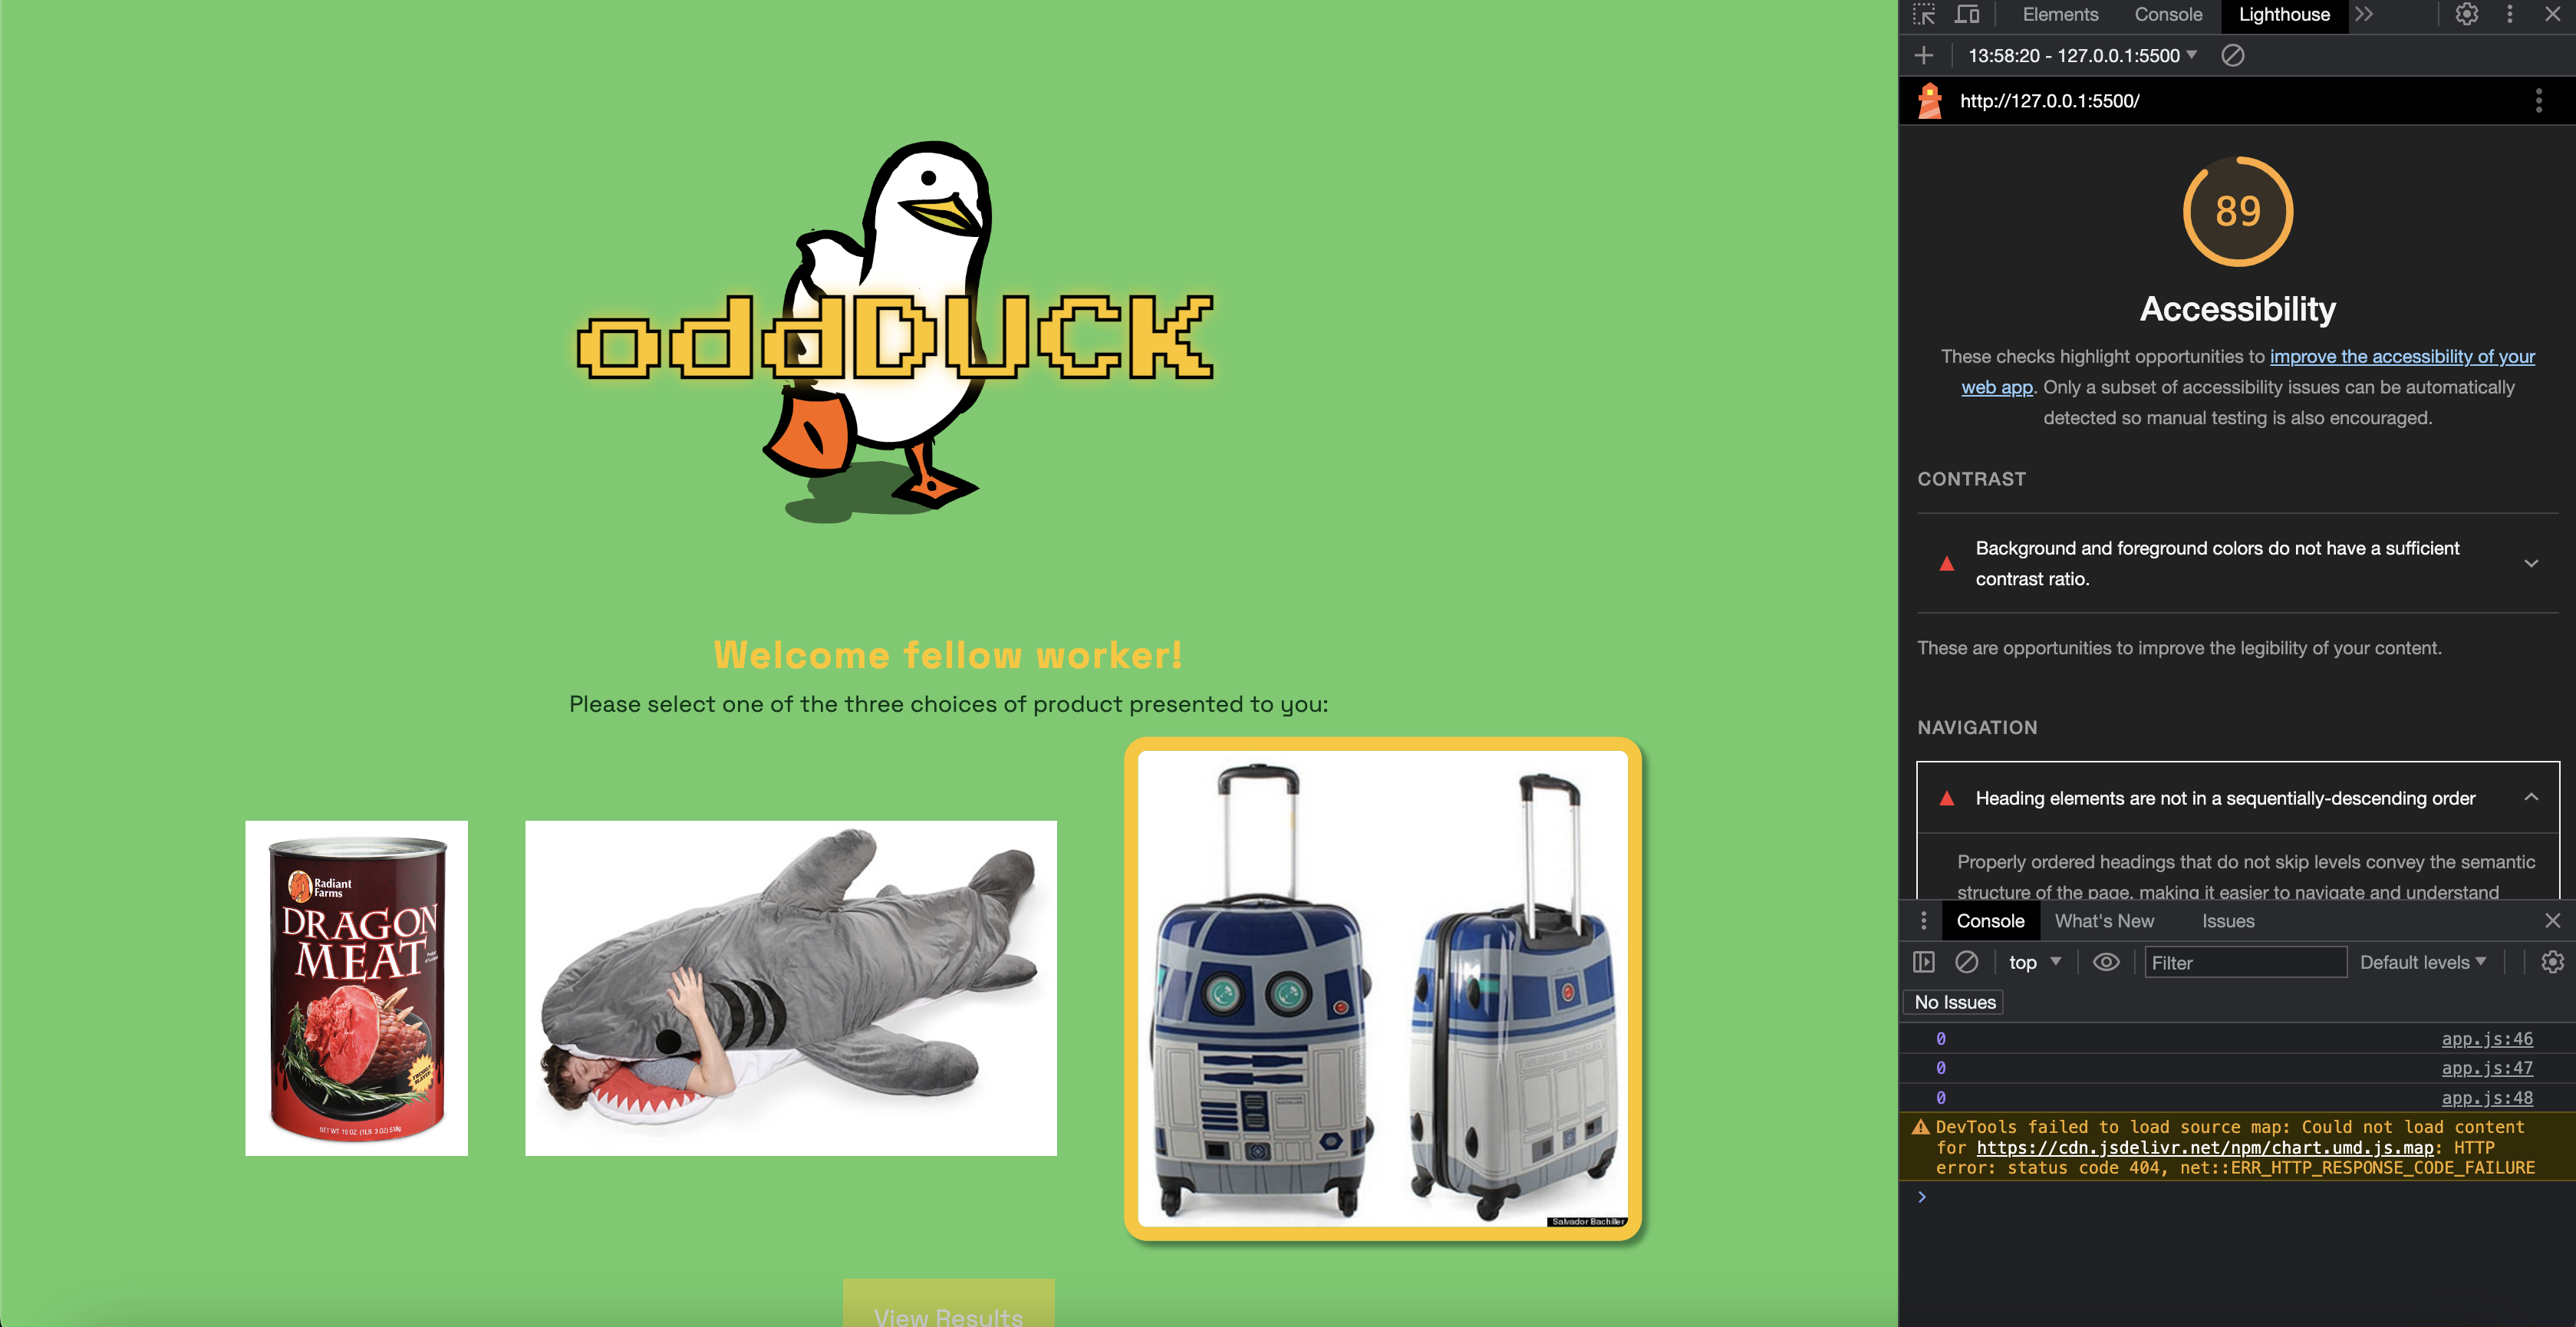 oddDUCK
Welcome fellow worker!
Please select one of the three choices of product presented to you:
Radiant
Farms
DRAGON
MEAT
NET WT. 19 OZ. (1LB. 3 OZ) 538g
Salvador Bachiller
View Results
Elements Console Lighthouse
13:58:20 - 127.0.0.1:5500
http://127.0.0.1:5500/
89
Accessibility
These checks highlight opportunities to improve the accessibility of your
web app. Only a subset of accessibility issues can be automatically
detected so manual testing is also encouraged.
CONTRAST
Background and foreground colors do not have a sufficient
contrast ratio.
These are opportunities to improve the legibility of your content.
NAVIGATION
Heading elements are not in a sequentially-descending order
Properly ordered headings that do not skip levels convey the semantic
structure of the page, making it easier to navigate and understand
Console What's New Issues
top Filter Default levels
No Issues
0 app.js:46
0 app.js:47
0 app.js:48
DevTools failed to load source map: Could not load content
for https://cdn.jsdelivr.net/npm/chart.umd.js.map: HTTP
error: status code 404, net::ERR_HTTP_RESPONSE_CODE_FAILURE